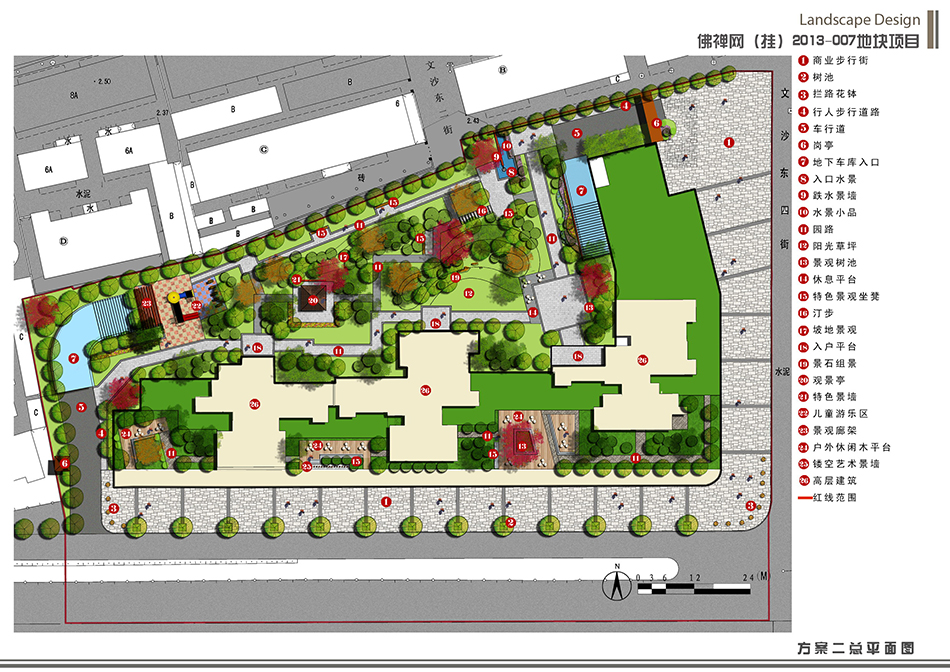 Landscape Design
佛禅网（挂）2013-007地块项目
1 商业步行街
2 树池
3 拦路花钵
4 行人步行道路
5 车行道
6 岗亭
7 地下车库入口
8 入口水景
9 跌水景墙
10 水景小品
11 园路
12 阳光草坪
13 景观树池
14 休息平台
15 特色景观坐凳
16 汀步
17 坡地景观
18 入户平台
19 景石组景
20 观景亭
21 特色景墙
22 儿童游乐区
23 景观廊架
24 户外休闲木平台
25 镂空艺术景墙
26 高层建筑
红线范围
文沙东街
文沙东四街
水泥
水泥
砖
8A
2.50
2.37
2.43
6A
6A
B
B
B
B
B
B
B
C
D
C
C
C
6
水
水
水
N
0 3 6 12 24 (M)
方案二总平面图